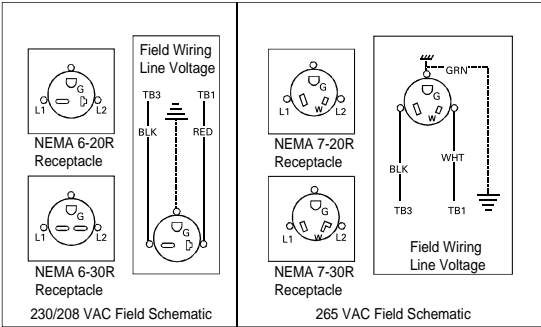 Field Wiring
Line Voltage
G
L1
L2
NEMA 6-20R
Receptacle
TB3
TB1
BLK
RED
G
L1
L2
NEMA 6-30R
Receptacle
G
230/208 VAC Field Schematic
G
W
L1
L2
NEMA 7-20R
Receptacle
GRN
G
W
BLK
WHT
TB3
TB1
G
W
L1
L2
NEMA 7-30R
Receptacle
Field Wiring
Line Voltage
265 VAC Field Schematic